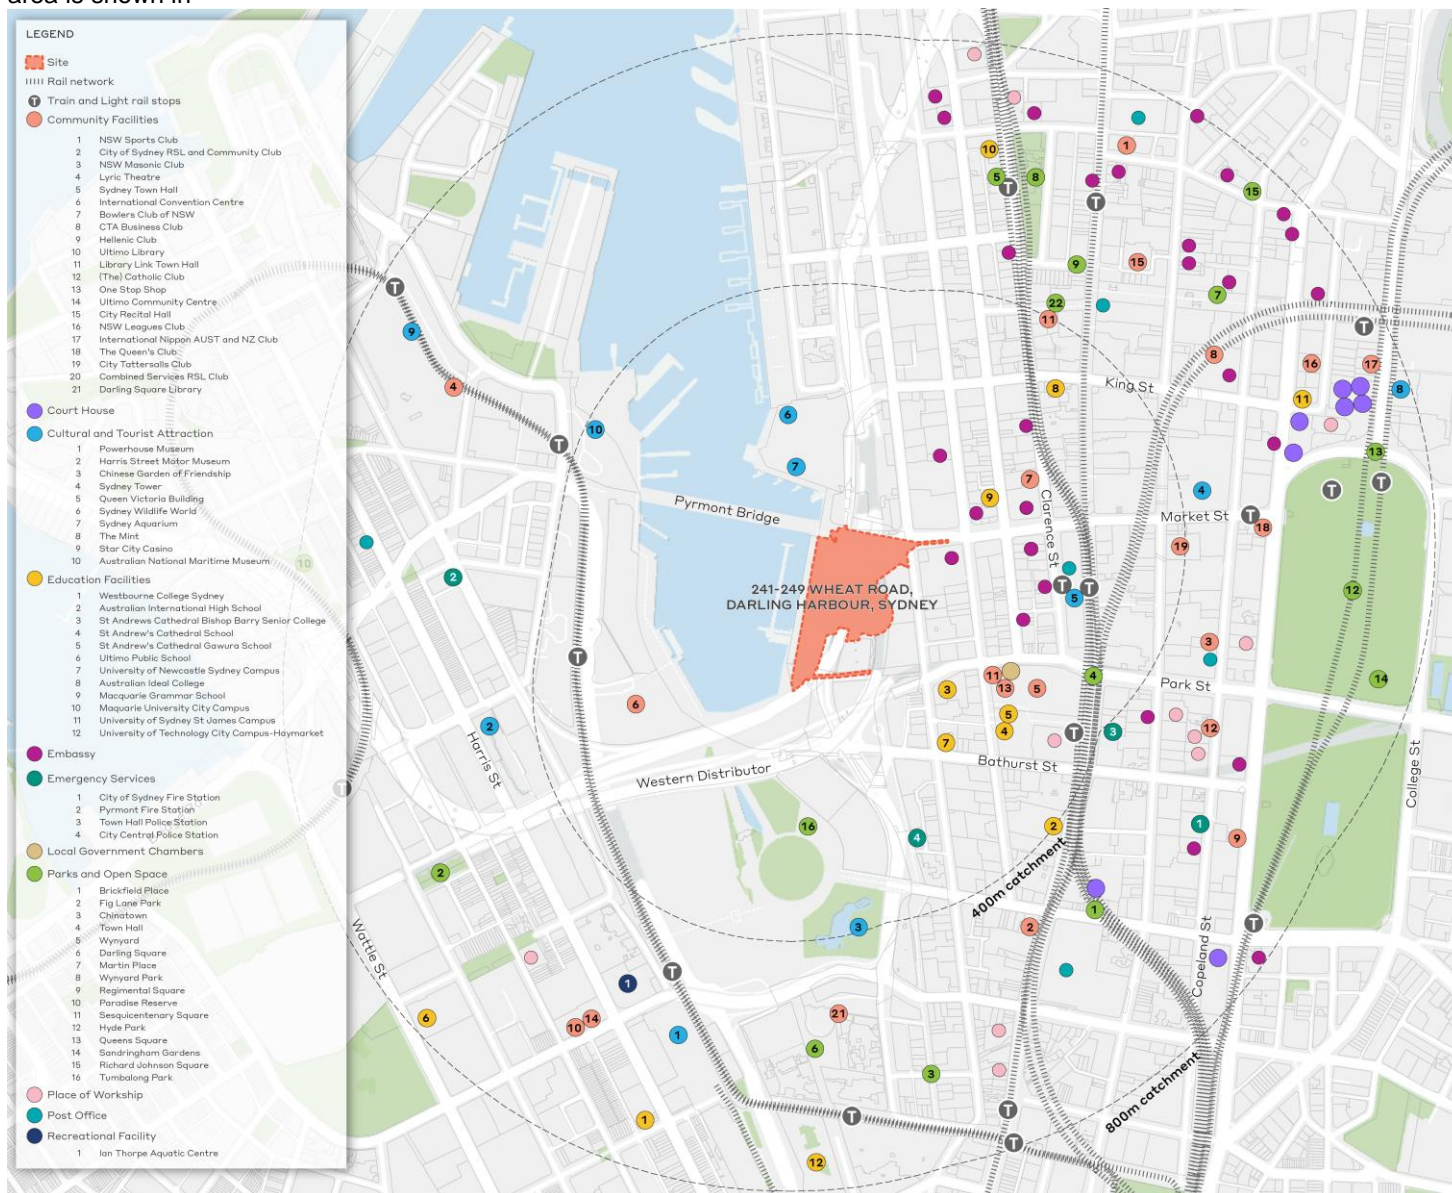 area is shown in
LEGEND
Site
Rail network
T Train and Light rail stops
Community Facilities
1 NSW Sports Club
2 City of Sydney RSL and Community Club
3 NSW Masonic Club
4 Lyric Theatre
5 Sydney Town Hall
6 International Convention Centre
7 Bowlers Club of NSW
8 CTA Business Club
9 Hellenic Club
10 Ultimo Library
11 Library Link Town Hall
12 (The) Catholic Club
13 One Stop Shop
14 Ultimo Community Centre
15 City Recital Hall
16 NSW Leagues Club
17 International Nippon AUST and NZ Club
18 The Queen's Club
19 City Tattersalls Club
20 Combined Services RSL Club
21 Darling Square Library
Court House
Cultural and Tourist Attraction
1 Powerhouse Museum
2 Harris Street Motor Museum
3 Chinese Garden of Friendship
4 Sydney Tower
5 Queen Victoria Building
6 Sydney Wildlife World
7 Sydney Aquarium
8 The Mint
9 Star City Casino
10 Australian National Maritime Museum
Education Facilities
1 Westbourne College Sydney
2 Australian International High School
3 St Andrews Cathedral Bishop Barry Senior College
4 St Andrew's Cathedral School
5 St Andrew's Cathedral Gawura School
6 Ultimo Public School
7 University of Newcastle Sydney Campus
8 Australian Ideal College
9 Macquarie Grammar School
10 Maquarie University City Campus
11 University of Sydney St James Campus
12 University of Technology City Campus-Haymarket
Embassy
Emergency Services
1 City of Sydney Fire Station
2 Pyrmont Fire Station
3 Town Hall Police Station
4 City Central Police Station
Local Government Chambers
Parks and Open Space
1 Brickfield Place
2 Fig Lane Park
3 Chinatown
4 Town Hall
5 Wynyard
6 Darling Square
7 Martin Place
8 Wynyard Park
9 Regimental Square
10 Paradise Reserve
11 Sesquicentenary Square
12 Hyde Park
13 Queens Square
14 Sandringham Gardens
15 Richard Johnson Square
16 Tumbalong Park
Place of Workship
Post Office
Recreational Facility
1 Ian Thorpe Aquatic Centre
King St
Clarence St
Market St
Pyrmont Bridge
241-249 WHEAT ROAD,
DARLING HARBOUR, SYDNEY
Park St
Bathurst St
College St
Harris St
Western Distributor
400m catchment
Wattle St
Copeland St
800m catchment